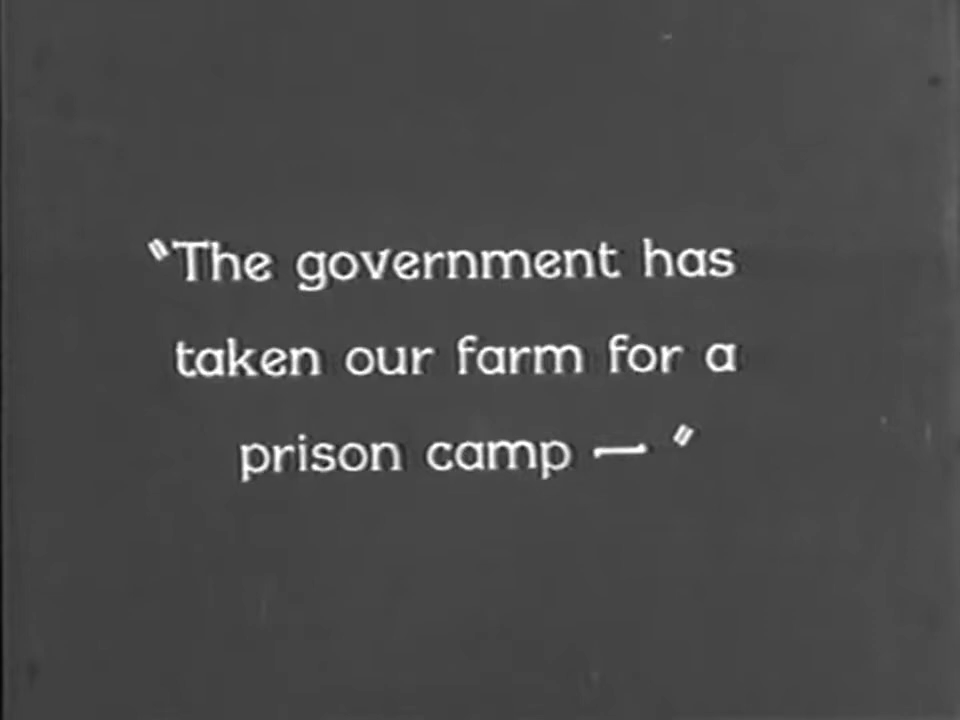 "The government has
taken our farm for a
prison camp — "